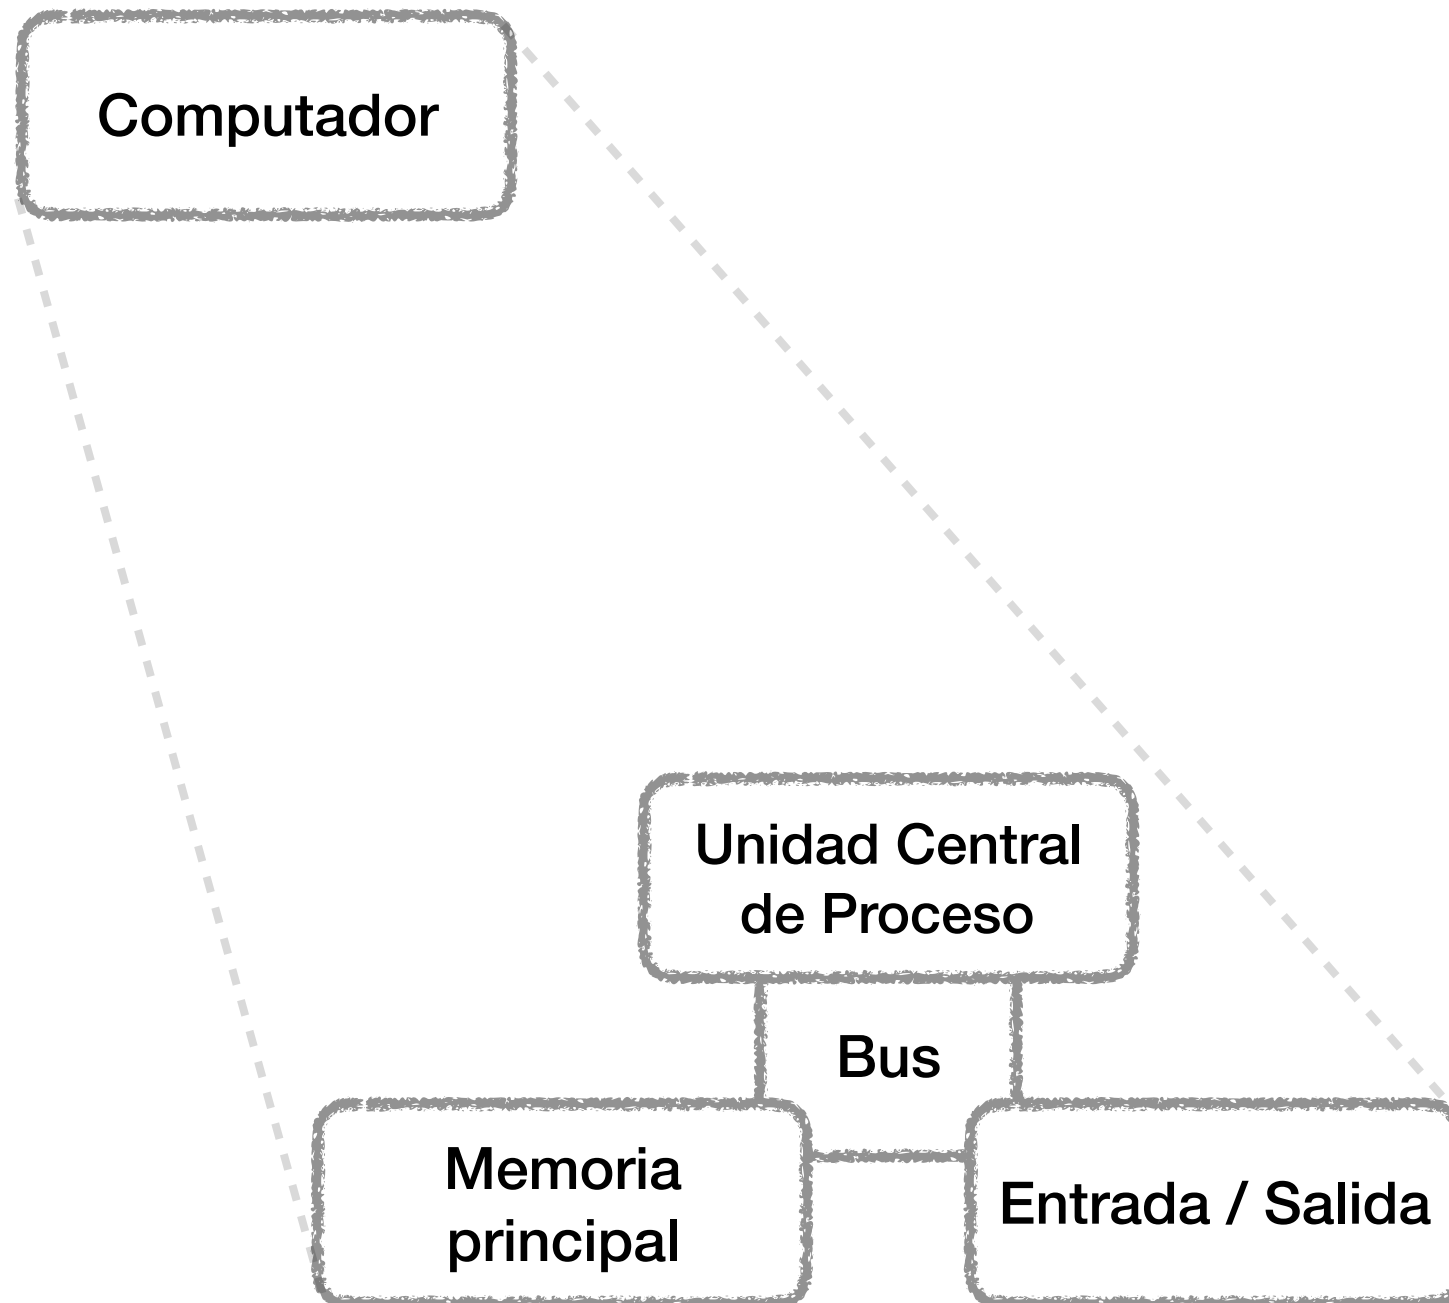 Computador
Unidad Central
de Proceso
Bus
Memoria
principal
Entrada / Salida